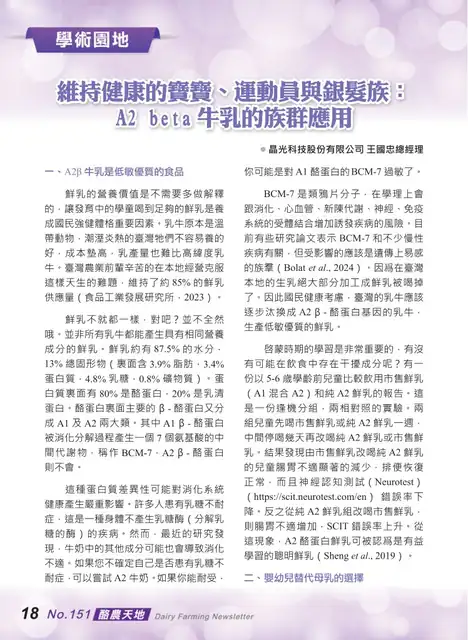 學術園地
維持健康的寶寶、運動員與銀髮族：
A2 beta 牛乳的族群應用
◎ 晶光科技股份有限公司 王國忠總經理
一、A2β 牛乳是低敏優質的食品
鮮乳的營養價值是不需要多做解釋
的，讓發育中的學童喝到足夠的鮮乳是養
成國民強健體格重要因素。乳牛原本是溫
帶動物，潮溼炎熱的臺灣牠們不容易養的
好，成本墊高，乳產量也難比高緯度乳
牛。臺灣農業前輩辛苦的在本地經營克服
這樣天生的難題，維持了約 85% 的鮮乳
供應量（食品工業發展研究所，2023）。
鮮乳不就都一樣，對吧？並不全然
哦。並非所有乳牛都能產生具有相同營養
成分的鮮乳。鮮乳約有 87.5% 的水分，
13% 總固形物（裏面含 3.9% 脂肪，3.4%
蛋白質，4.8% 乳糖，0.8% 礦物質）。蛋
白質裏面有 80% 是酪蛋白，20% 是乳清
蛋白。酪蛋白裏面主要的 β - 酪蛋白又分
成 A1 及 A2 兩大類。其中 A1 β - 酪蛋白
被消化分解過程產生一個 7 個氨基酸的中
間代謝物，稱作 BCM-7，A2 β - 酪蛋白
則不會。
這種蛋白質差異性可能對消化系統
健康產生嚴重影響。許多人患有乳糖不耐
症，這是一種身體不產生乳糖酶（分解乳
糖的酶）的疾病。然而，最近的研究發
現，牛奶中的其他成分可能也會導致消化
不適。如果您不確定自己是否患有乳糖不
耐症，可以嘗試 A2 牛奶。如果你能耐受，
你可能是對 A1 酪蛋白的 BCM-7 過敏了。
BCM-7 是類鴉片分子，在學理上會
跟消化、心血管、新陳代謝、神經、免疫
系統的受體結合增加誘發疾病的風險。目
前有些研究論文表示 BCM-7 和不少慢性
疾病有關，但受影響的應該是遺傳上易感
的族羣（Bolat et al., 2024）。因爲在臺灣
本地的生乳絕大部分加工成鮮乳被喝掉
了。因此國民健康考慮，臺灣的乳牛應該
逐步汰換成 A2 β - 酪蛋白基因的乳牛，
生產低敏優質的鮮乳。
啓蒙時期的學習是非常重要的，有沒
有可能在飲食中存在干擾成分呢？有一
份以 5-6 歲學齡前兒童比較飲用市售鮮乳
（A1 混合 A2）和純 A2 鮮乳的報告。這
是一份逢機分組，兩相對照的實驗。兩
組兒童先喝市售鮮乳或純 A2 鮮乳一週，
中間停喝幾天再改喝純 A2 鮮乳或市售鮮
乳。結果發現由市售鮮乳改喝純 A2 鮮乳
的兒童腸胃不適顯著的減少，排便恢復
正常，而且神經認知測試（Neurotest）
（https://scit.neurotest.com/en） 錯誤率下
降。反之從純 A2 鮮乳組改喝市售鮮乳，
則腸胃不適增加，SCIT 錯誤率上升。從
這現象，A2 酪蛋白鮮乳可被認爲是有益
學習的聰明鮮乳（Sheng et al., 2019）。
二、嬰幼兒替代母乳的選擇
18 No.151 酪農天地 Dairy Farming Newsletter